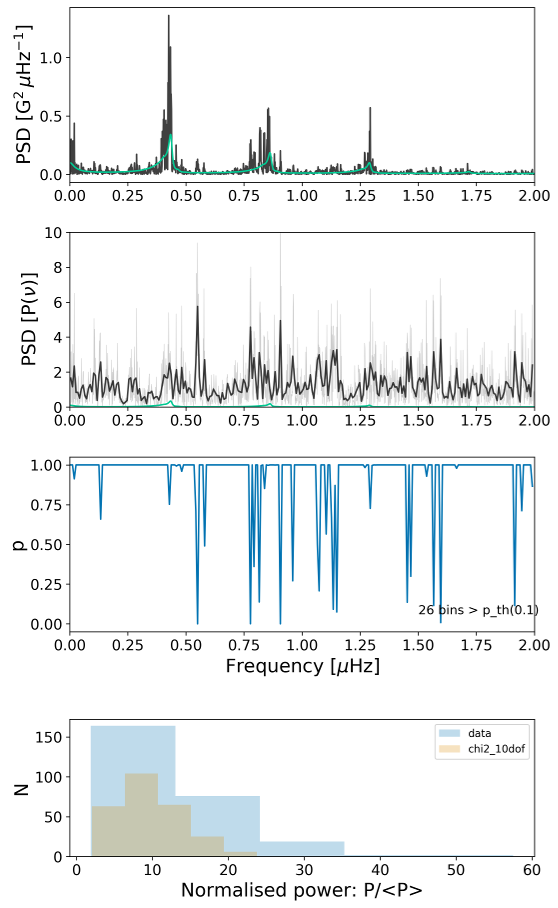 PSD [G² μHz⁻¹]
1.0
0.5
0.0
0.00 0.25 0.50 0.75 1.00 1.25 1.50 1.75 2.00
PSD [P(ν)]
10
8
6
4
2
0
0.00 0.25 0.50 0.75 1.00 1.25 1.50 1.75 2.00
p
1.00
0.75
0.50
0.25
0.00
26 bins > p_th(0.1)
0.00 0.25 0.50 0.75 1.00 1.25 1.50 1.75 2.00
Frequency [μHz]
N
150
100
50
0
data
chi2_10dof
0 10 20 30 40 50 60
Normalised power: P/<P>